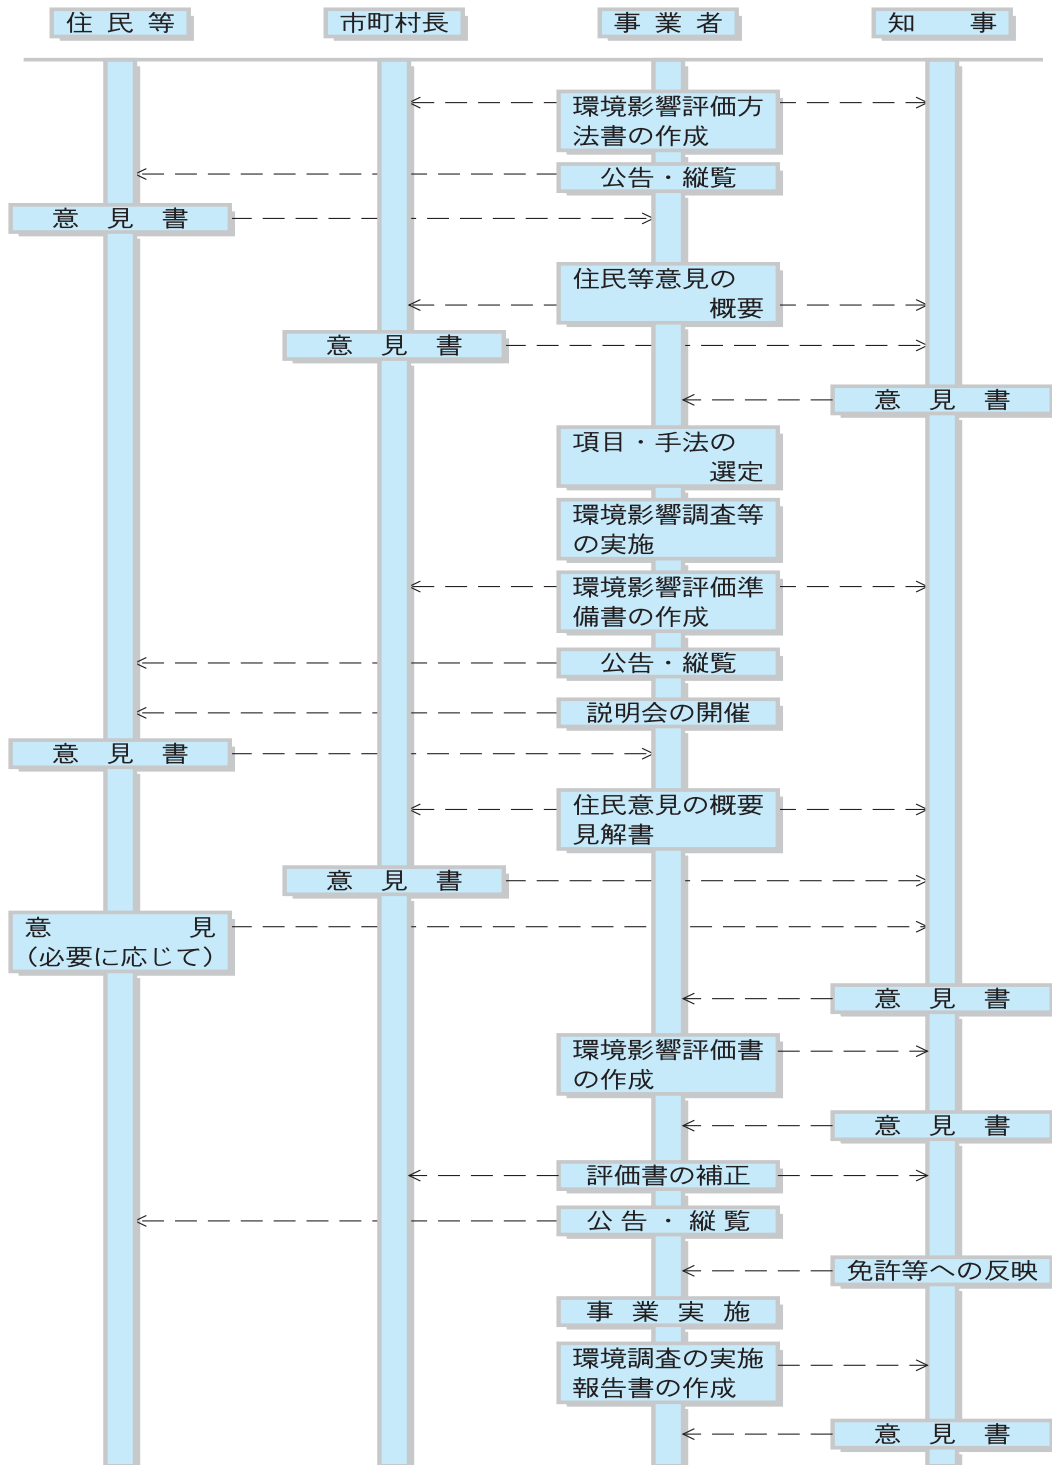 住民等
市町村長
事業者
知事
環境影響評価方
法書の作成
公告・縦覧
意見書
住民等意見の
概要
意見書
意見書
項目・手法の
選定
環境影響調査等
の実施
環境影響評価準
備書の作成
公告・縦覧
説明会の開催
意見書
住民意見の概要
見解書
意見書
意見
（必要に応じて）
意見書
環境影響評価書
の作成
意見書
評価書の補正
公告・縦覧
免許等への反映
事業実施
環境調査の実施
報告書の作成
意見書